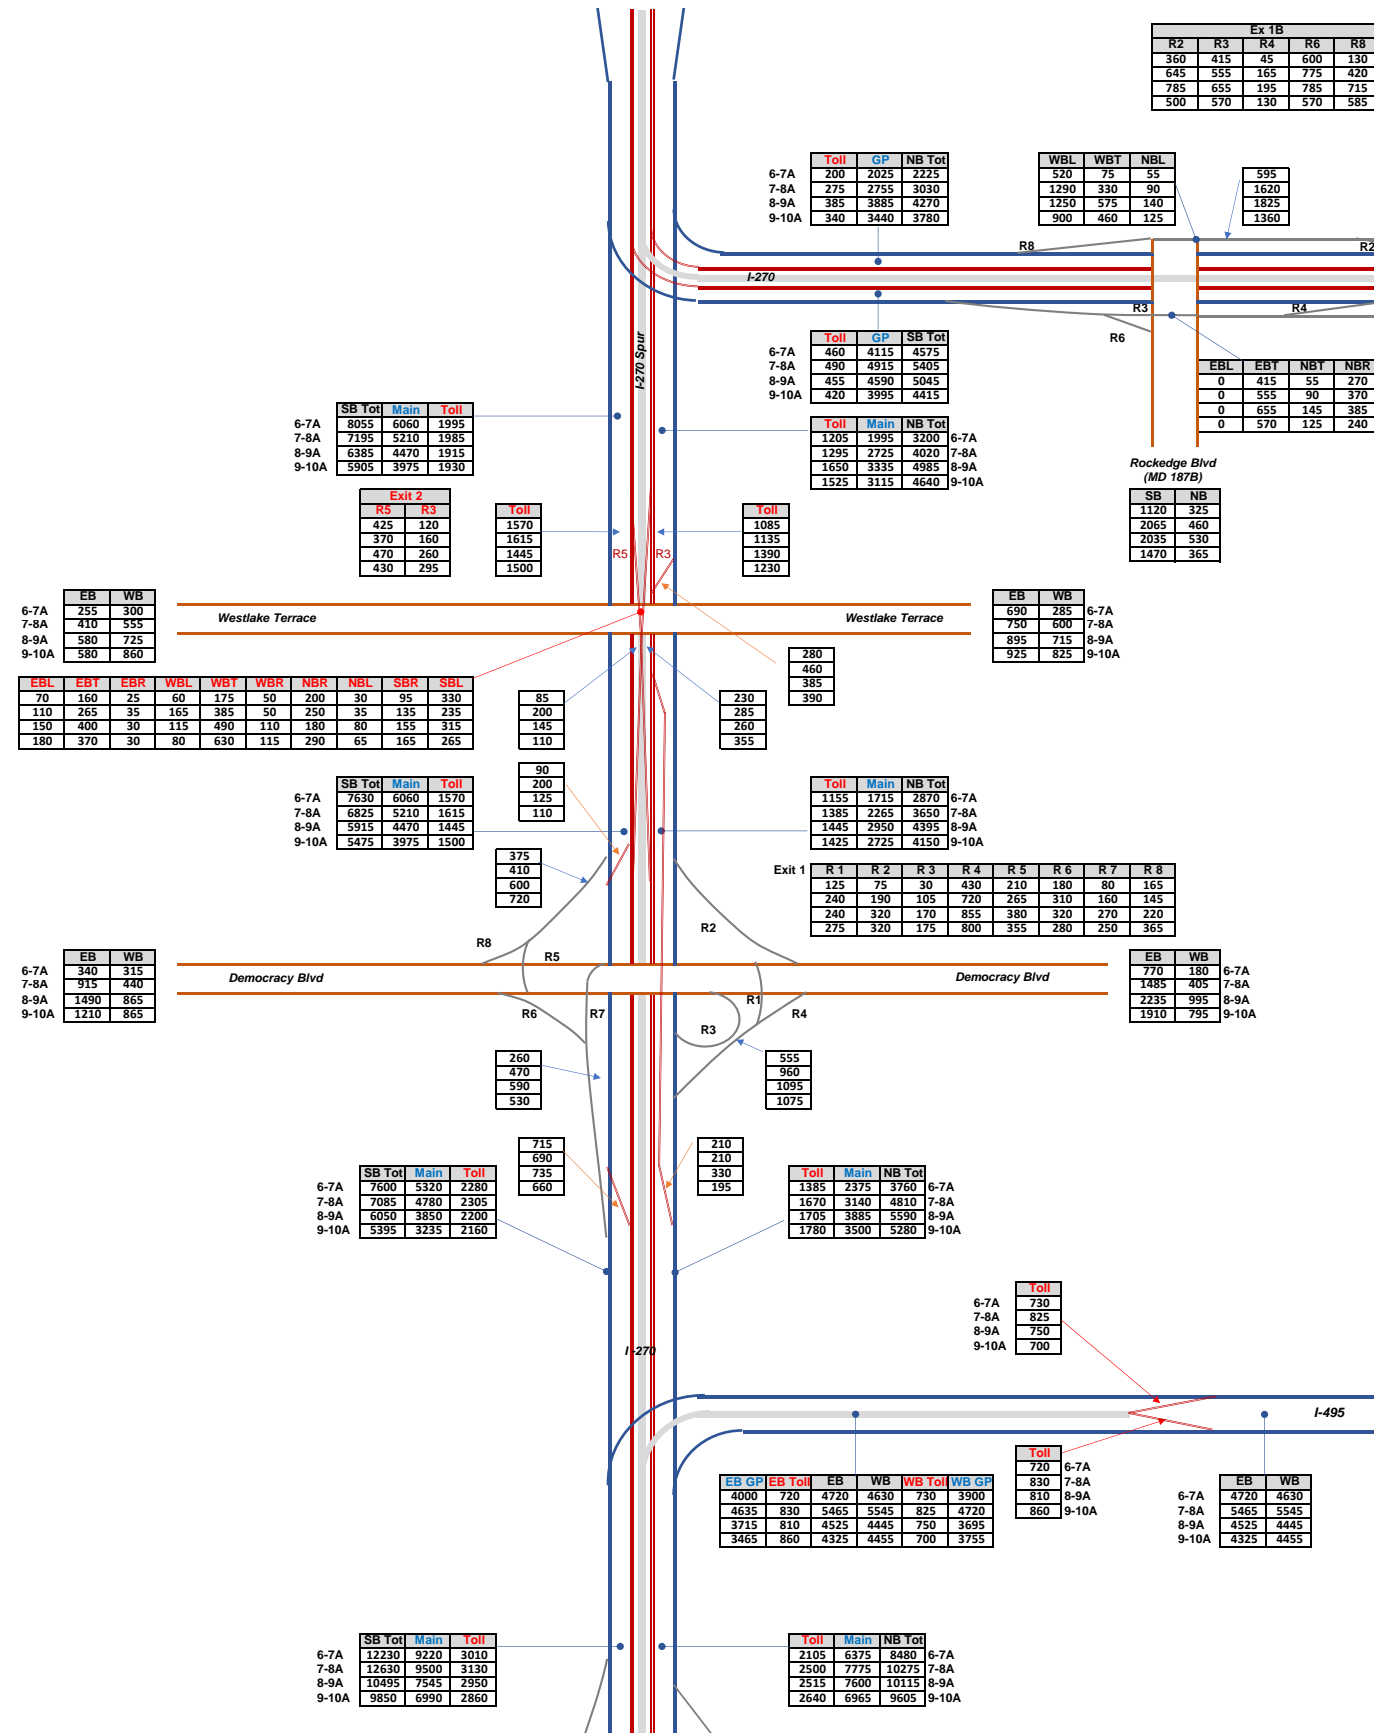 Ex 1B
R2 R3 R4 R6 R8
360 415 45 600 130
645 555 165 775 420
785 655 195 785 715
500 570 130 570 585
Toll GP NB Tot
6-7A 200 2025 2225
7-8A 275 2755 3030
8-9A 385 3885 4270
9-10A 340 3440 3780
WBL WBT NBL
520 75 55
1290 330 90
1250 575 140
900 460 125
595
1620
1825
1360
R8
R2
I-270
R3
R4
R6
I-270 Spur
Toll GP SB Tot
6-7A 460 4115 4575
7-8A 490 4915 5405
8-9A 455 4590 5045
9-10A 420 3995 4415
EBL EBT NBT NBR
0 415 55 270
0 555 90 370
0 655 145 385
0 570 125 240
SB Tot Main Toll
6-7A 8055 6060 1995
7-8A 7195 5210 1985
8-9A 6385 4470 1915
9-10A 5905 3975 1930
Toll Main NB Tot
1205 1995 3200 6-7A
1295 2725 4020 7-8A
1650 3335 4985 8-9A
1525 3115 4640 9-10A
Rockedge Blvd
(MD 187B)
SB NB
1120 325
2065 460
2035 530
1470 365
Exit 2
R5 R3
425 120
370 160
470 260
430 295
Toll
1570
1615
1445
1500
R5 R3
Toll
1085
1135
1390
1230
EB WB
6-7A 255 300
7-8A 410 555
8-9A 580 725
9-10A 580 860
Westlake Terrace
Westlake Terrace
EB WB
690 285 6-7A
750 600 7-8A
895 715 8-9A
925 825 9-10A
280
460
385
390
EBL EBT EBR WBL WBT WBR NBR NBL SBR SBL
70 160 25 60 175 50 200 30 95 330
110 265 35 165 385 50 250 35 135 235
150 400 30 115 490 110 180 80 155 315
180 370 30 80 630 115 290 65 165 265
85
200
145
110
230
285
260
355
90
200
125
110
SB Tot Main Toll
6-7A 7630 6060 1570
7-8A 6825 5210 1615
8-9A 5915 4470 1445
9-10A 5475 3975 1500
Toll Main NB Tot
1155 1715 2870 6-7A
1385 2265 3650 7-8A
1445 2950 4395 8-9A
1425 2725 4150 9-10A
375
410
600
720
Exit 1 R 1 R 2 R 3 R 4 R 5 R 6 R 7 R 8
125 75 30 430 210 180 80 165
240 190 105 720 265 310 160 145
240 320 170 855 380 320 270 220
275 320 175 800 355 280 250 365
R2
R8
R5
EB WB
6-7A 340 315
7-8A 915 440
8-9A 1490 865
9-10A 1210 865
Democracy Blvd
Democracy Blvd
EB WB
770 180 6-7A
1485 405 7-8A
2235 995 8-9A
1910 795 9-10A
R6
R7
R1
R4
R3
260
470
590
530
555
960
1095
1075
715
690
735
660
210
210
330
195
SB Tot Main Toll
6-7A 7600 5320 2280
7-8A 7085 4780 2305
8-9A 6050 3850 2200
9-10A 5395 3235 2160
Toll Main NB Tot
1385 2375 3760 6-7A
1670 3140 4810 7-8A
1705 3885 5590 8-9A
1780 3500 5280 9-10A
Toll
6-7A 730
7-8A 825
8-9A 750
9-10A 700
I -270
I-495
Toll
720 6-7A
830 7-8A
810 8-9A
860 9-10A
EB GP EB Toll EB WB WB Toll WB GP
4000 720 4720 4630 730 3900
4635 830 5465 5545 825 4720
3715 810 4525 4445 750 3695
3465 860 4325 4455 700 3755
EB WB
6-7A 4720 4630
7-8A 5465 5545
8-9A 4525 4445
9-10A 4325 4455
SB Tot Main Toll
6-7A 12230 9220 3010
7-8A 12630 9500 3130
8-9A 10495 7545 2950
9-10A 9850 6990 2860
Toll Main NB Tot
2105 6375 8480 6-7A
2500 7775 10275 7-8A
2515 7600 10115 8-9A
2640 6965 9605 9-10A